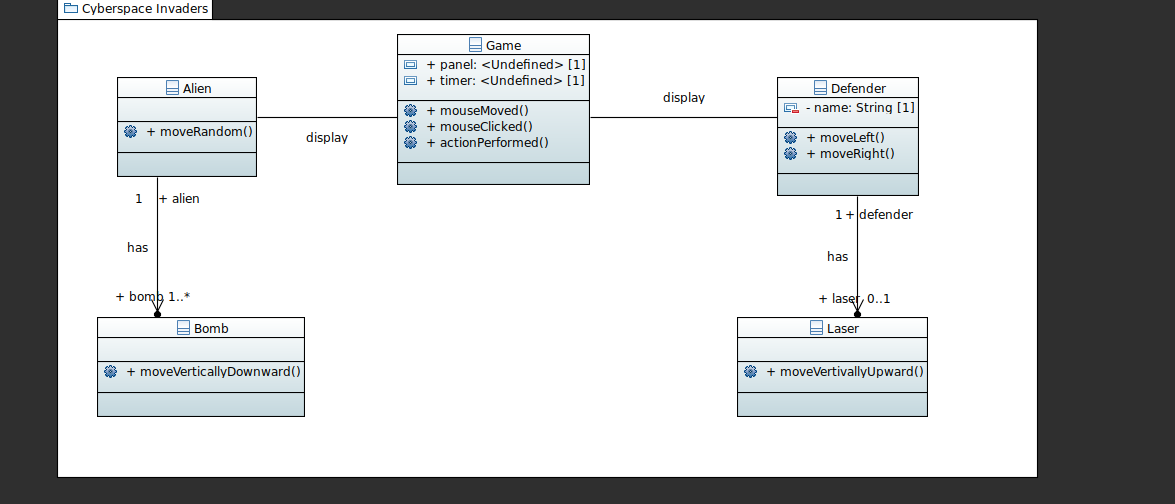 Cyberspace Invaders
Game
+ panel: <Undefined> [1]
+ timer: <Undefined> [1]
+ mouseMoved()
+ mouseClicked()
+ actionPerformed()
Alien
+ moveRandom()
display
display
Defender
- name: String [1]
+ moveLeft()
+ moveRight()
1 + alien
has
+ bomb 1..*
1 + defender
has
+ laser 0..1
Bomb
+ moveVerticallyDownward()
Laser
+ moveVertivallyUpward()